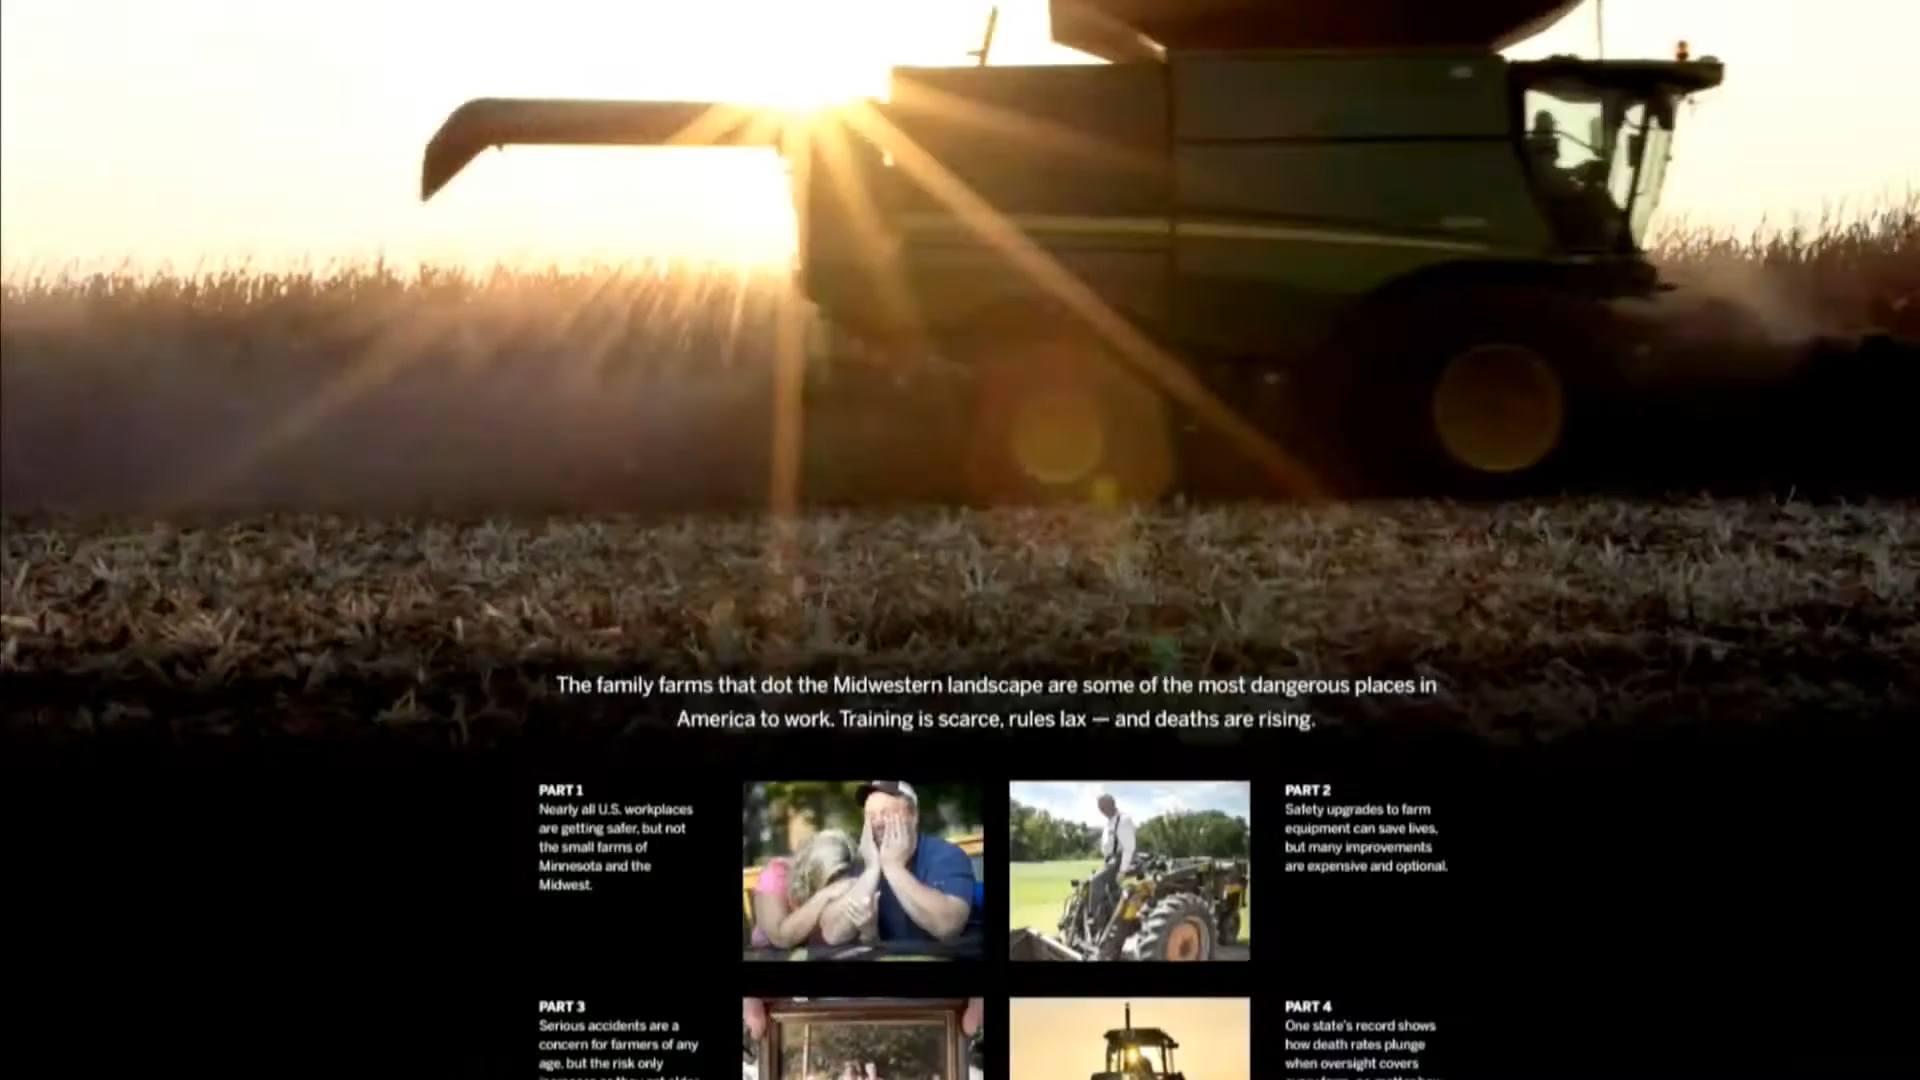 The family farms that dot the Midwestern landscape are some of the most dangerous places in
America to work. Training is scarce, rules lax — and deaths are rising.
PART 1
Nearly all U.S. workplaces
are getting safer, but not
the small farms of
Minnesota and the
Midwest.
PART 2
Safety upgrades to farm
equipment can save lives,
but many improvements
are expensive and optional.
PART 3
Serious accidents are a
concern for farmers of any
age, but the risk only
PART 4
One state's record shows
how death rates plunge
when oversight covers